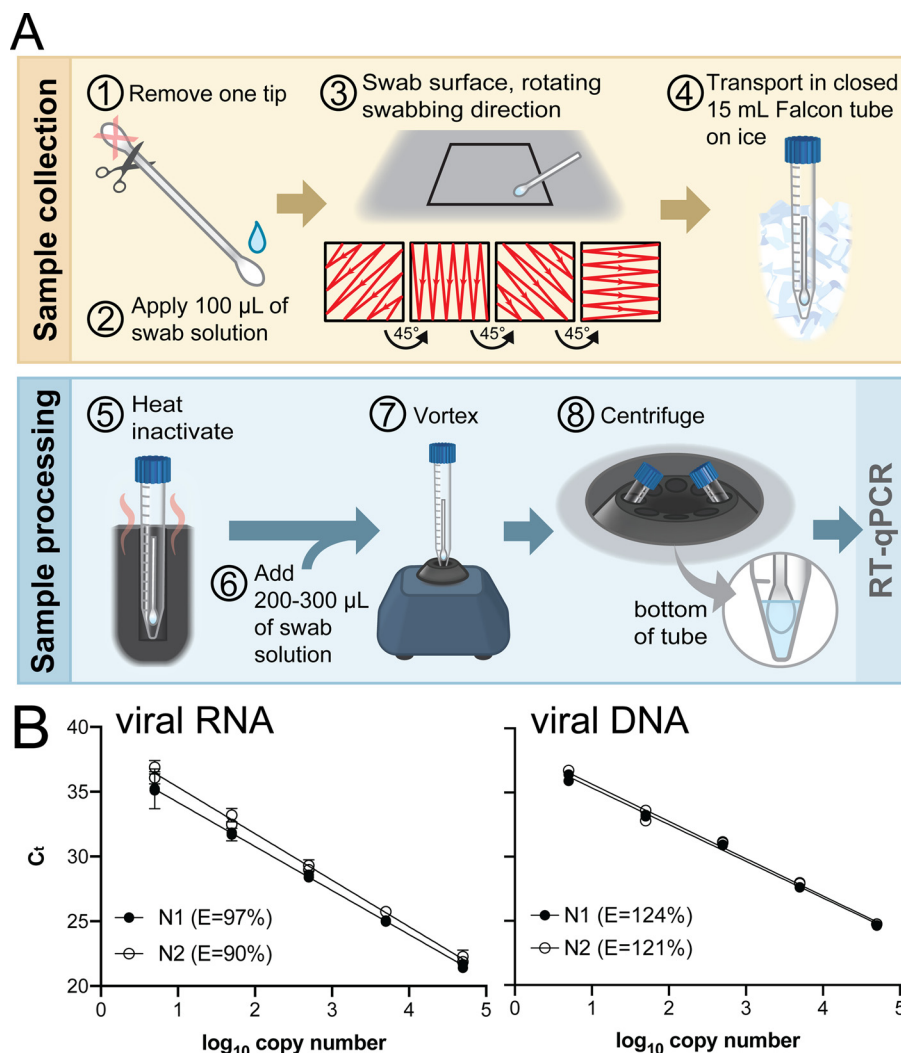 A
Sample collection
① Remove one tip
② Apply 100 μL of
swab solution
③ Swab surface, rotating
swabbing direction
45° 45° 45°
④ Transport in closed
15 mL Falcon tube
on ice
Sample processing
⑤ Heat
inactivate
⑥ Add
200-300 μL
of swab
solution
⑦ Vortex
⑧ Centrifuge
bottom
of tube
RT-qPCR
B
viral RNA
Ct
40
35
30
25
20
N1 (E=97%)
N2 (E=90%)
0 1 2 3 4 5
log10 copy number
viral DNA
N1 (E=124%)
N2 (E=121%)
0 1 2 3 4 5
log10 copy number